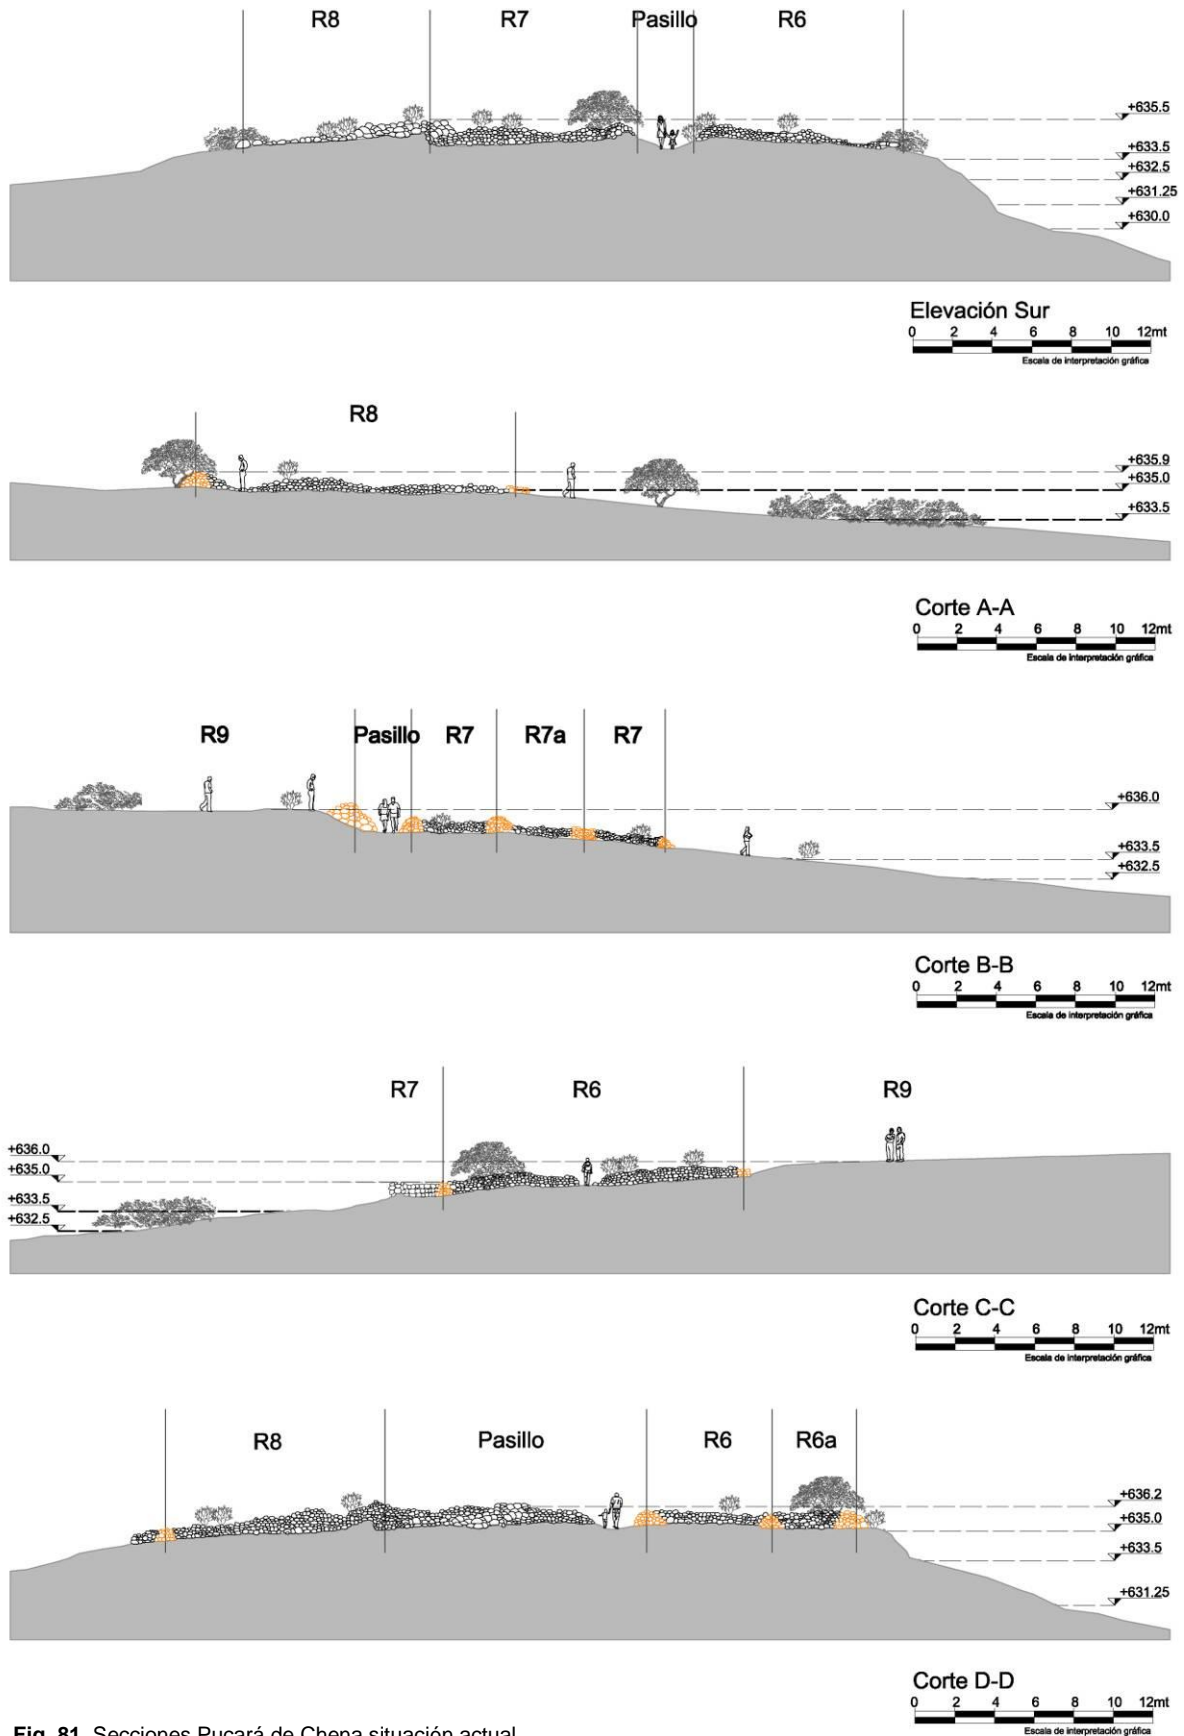 R8 R7 Pasillo R6
+635.5
+633.5
+632.5
+631.25
+630.0
Elevación Sur
0 2 4 6 8 10 12mt
Escala de interpretación gráfica
R8
+635.9
+635.0
+633.5
Corte A-A
0 2 4 6 8 10 12mt
Escala de interpretación gráfica
R9 Pasillo R7 R7a R7
+636.0
+633.5
+632.5
Corte B-B
0 2 4 6 8 10 12mt
Escala de interpretación gráfica
R7 R6 R9
+636.0
+635.0
+633.5
+632.5
Corte C-C
0 2 4 6 8 10 12mt
Escala de interpretación gráfica
R8 Pasillo R6 R6a
+636.2
+635.0
+633.5
+631.25
Corte D-D
0 2 4 6 8 10 12mt
Escala de interpretación gráfica
Fig. 81. Secciones Pucará de Chena situación actual